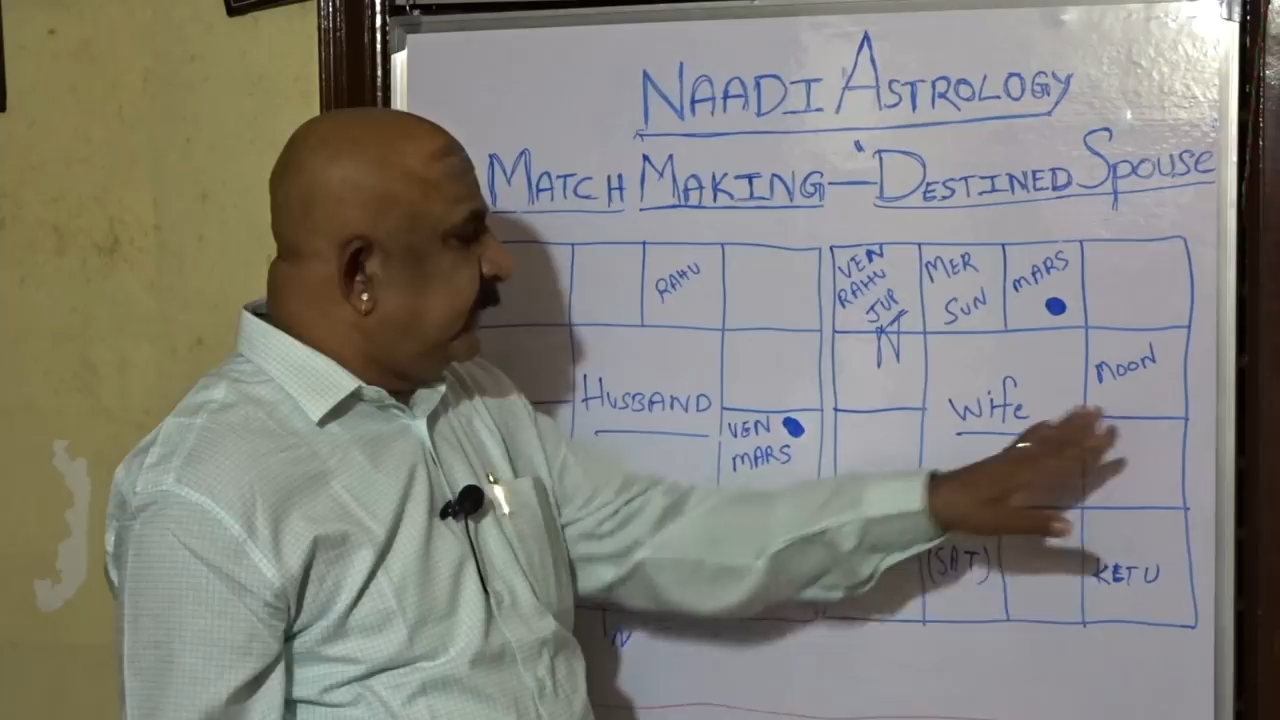 NAADI ASTROLOGY
MATCH MAKING — "DESTINED SPOUSE
RAHU
HUSBAND
VEN
MARS
N
VEN
RAHU
JUP
N
MER
SUN
MARS
MOON
WifE
(SAT)
KETU